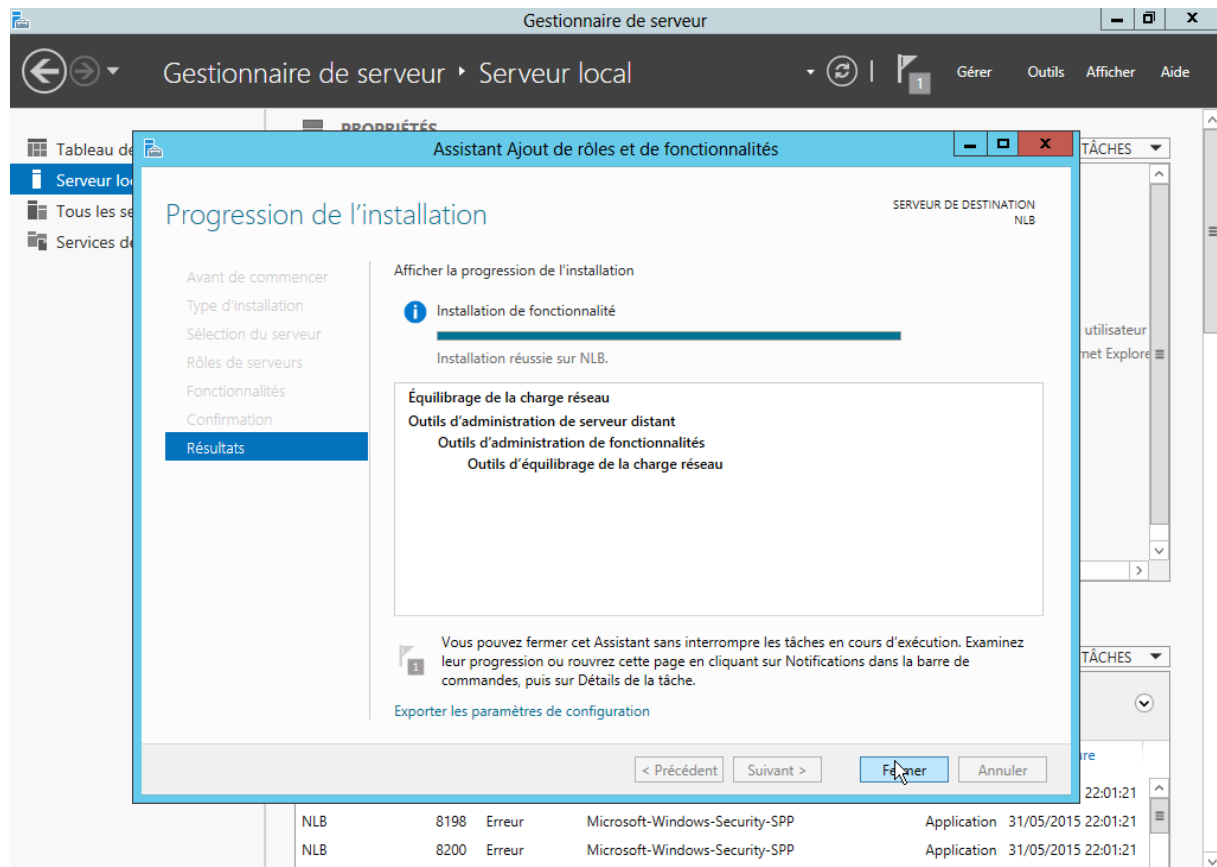 Gestionnaire de serveur
Gestionnaire de serveur • Serveur local
1
Gérer
Outils
Afficher
Aide
PROPRIÉTÉS
Tableau de
TÂCHES
Serveur
Tous les
Services
utilisateur
Assistant Ajout de rôles et de fonctionnalités
Progression de l'installation
SERVEUR DE DESTINATION
NLB
Avant de commencer
Type d'installation
Sélection du serveur
Rôles de serveurs
Fonctionnalités
Confirmation
Résultats
Afficher la progression de l'installation
Installation de fonctionnalité
Installation réussie sur NLB.
Équilibrage de la charge réseau
Outils d'administration de serveur distant
Outils d'administration de fonctionnalités
Outils d'équilibrage de la charge réseau
1
Vous pouvez fermer cet Assistant sans interrompre les tâches en cours d'exécution. Examinez
leur progression ou rouvrez cette page en cliquant sur Notifications dans la barre de
commandes, puis sur Détails de la tâche.
Exporter les paramètres de configuration
< Précédent
Suivant >
Fermer
Annuler
TÂCHES
22:01:21
NLB 8198 Erreur Microsoft-Windows-Security-SPP Application 31/05/2015 22:01:21
NLB 8200 Erreur Microsoft-Windows-Security-SPP Application 31/05/2015 22:01:21